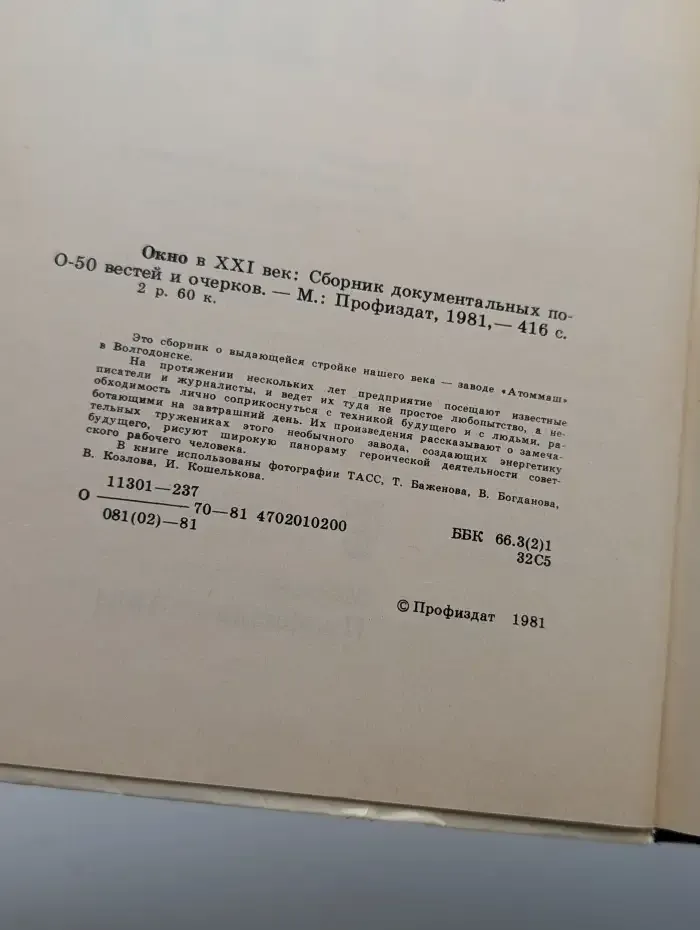 Окно в XXI век: Сборник документальных по-
О-50 вестей и очерков. — М.: Профиздат, 1981,— 416 с.
2 р. 60 к.
Это сборник о выдающейся стройке нашего века — заводе «Атоммаш»
в Волгодонске.
На протяжении нескольких лет предприятие посещают известные
писатели и журналисты, и ведет их туда не простое любопытство, а не-
обходимость лично соприкоснуться с техникой будущего и с людьми, ра-
ботающими на завтрашний день. Их произведения рассказывают о замеча-
тельных тружениках этого необычного завода, создающих энергетику
будущего, рисуют широкую панораму героической деятельности совет-
ского рабочего человека.
В книге использованы фотографии ТАСС, Т. Баженова, В. Богданова,
В. Козлова, И. Кошелькова.
О 11301—237
70—81 4702010200
081(02)—81
ББК 66.3(2)1
32С5
© Профиздат 1981